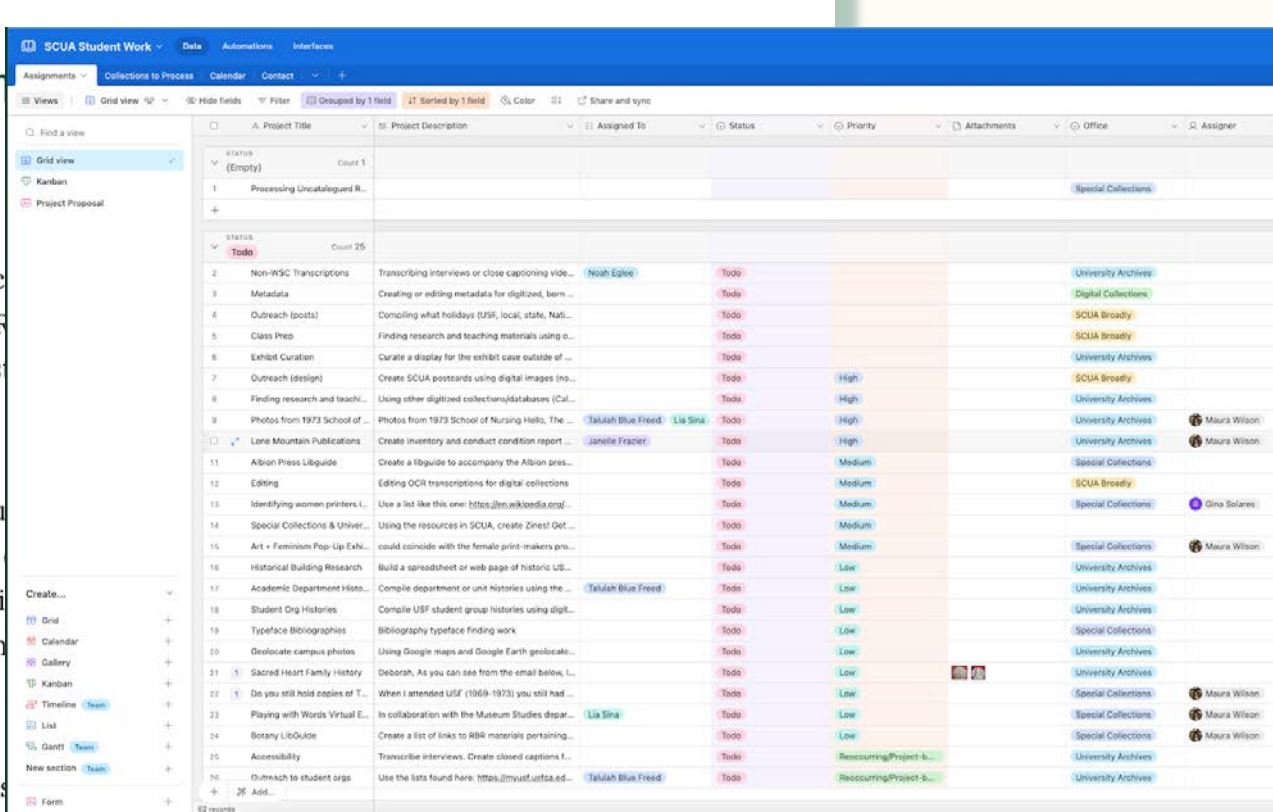 SCUA Student Work Data Automations Interfaces
Assignments Collections to Process Calendar Contact +
Views Grid view Hide fields Filter Grouped by 1 field Sorted by 1 field Color Share and sync
Find a view
Grid view
Kanban
Project Proposal
Create...
Grid +
Calendar +
Gallery +
Kanban +
Timeline Team +
List +
Gantt Team +
New section Team +
Form +
A Project Title Project Description Assigned To Status Priority Attachments Office Assigner
STATUS
(Empty) Count 1
1 Processing Uncatalogued R... Special Collections
+
STATUS
Todo Count 25
2 Non-WSC Transcriptions Transcribing interviews or close captioning vide... Noah Eglee Todo University Archives
3 Metadata Creating or editing metadata for digitized, born ... Todo Digital Collections
4 Outreach (posts) Compiling what holidays (USF, local, state, Nati... Todo SCUA Broadly
5 Class Prep Finding research and teaching materials using o... Todo SCUA Broadly
6 Exhibit Curation Curate a display for the exhibit case outside of ... Todo University Archives
7 Outreach (design) Create SCUA postcards using digital images (no... Todo High SCUA Broadly
8 Finding research and teachi... Using other digitized collections/databases (Cal... Todo High University Archives
9 Photos from 1973 School of ... Photos from 1973 School of Nursing Hello, The ... Talulah Blue Freed Lia Sina Todo High University Archives Maura Wilson
Lone Mountain Publications Create inventory and conduct condition report ... Janelle Frazier Todo High University Archives Maura Wilson
11 Albion Press Libguide Create a libguide to accompany the Albion pres... Todo Medium Special Collections
12 Editing Editing OCR transcriptions for digital collections Todo Medium SCUA Broadly
13 Identifying women printers i... Use a list like this one: https://en.wikipedia.org/... Todo Medium Special Collections G Gina Solares
14 Special Collections & Univer... Using the resources in SCUA, create Zines! Got ... Todo Medium
15 Art + Feminism Pop-Up Exhi... could coincide with the female print-makers pro... Todo Medium Special Collections Maura Wilson
16 Historical Building Research Build a spreadsheet or web page of historic US... Todo Low University Archives
17 Academic Department Histo... Compile department or unit histories using the ... Talulah Blue Freed Todo Low University Archives
18 Student Org Histories Compile USF student group histories using digit... Todo Low University Archives
19 Typeface Bibliographies Bibliography typeface finding work Todo Low Special Collections
20 Geolocate campus photos Using Google maps and Google Earth geolocate... Todo Low University Archives
21 1 Sacred Heart Family History Deborah, As you can see from the email below, I... Todo Low University Archives
22 1 Do you still hold copies of T... When I attended USF (1969-1973) you still had ... Todo Low Special Collections Maura Wilson
23 Playing with Words Virtual E... In collaboration with the Museum Studies depar... Lia Sina Todo Low Special Collections Maura Wilson
24 Botany LibGuide Create a list of links to RBR materials pertaining... Todo Low Special Collections Maura Wilson
25 Accessibility Transcribe interviews. Create closed captions f... Todo Reoccurring/Project-b... University Archives
26 Outreach to student orgs Use the lists found here: https://myusf.usfca.ed... Talulah Blue Freed Todo Reoccurring/Project-b... University Archives
+ Add...
62 records